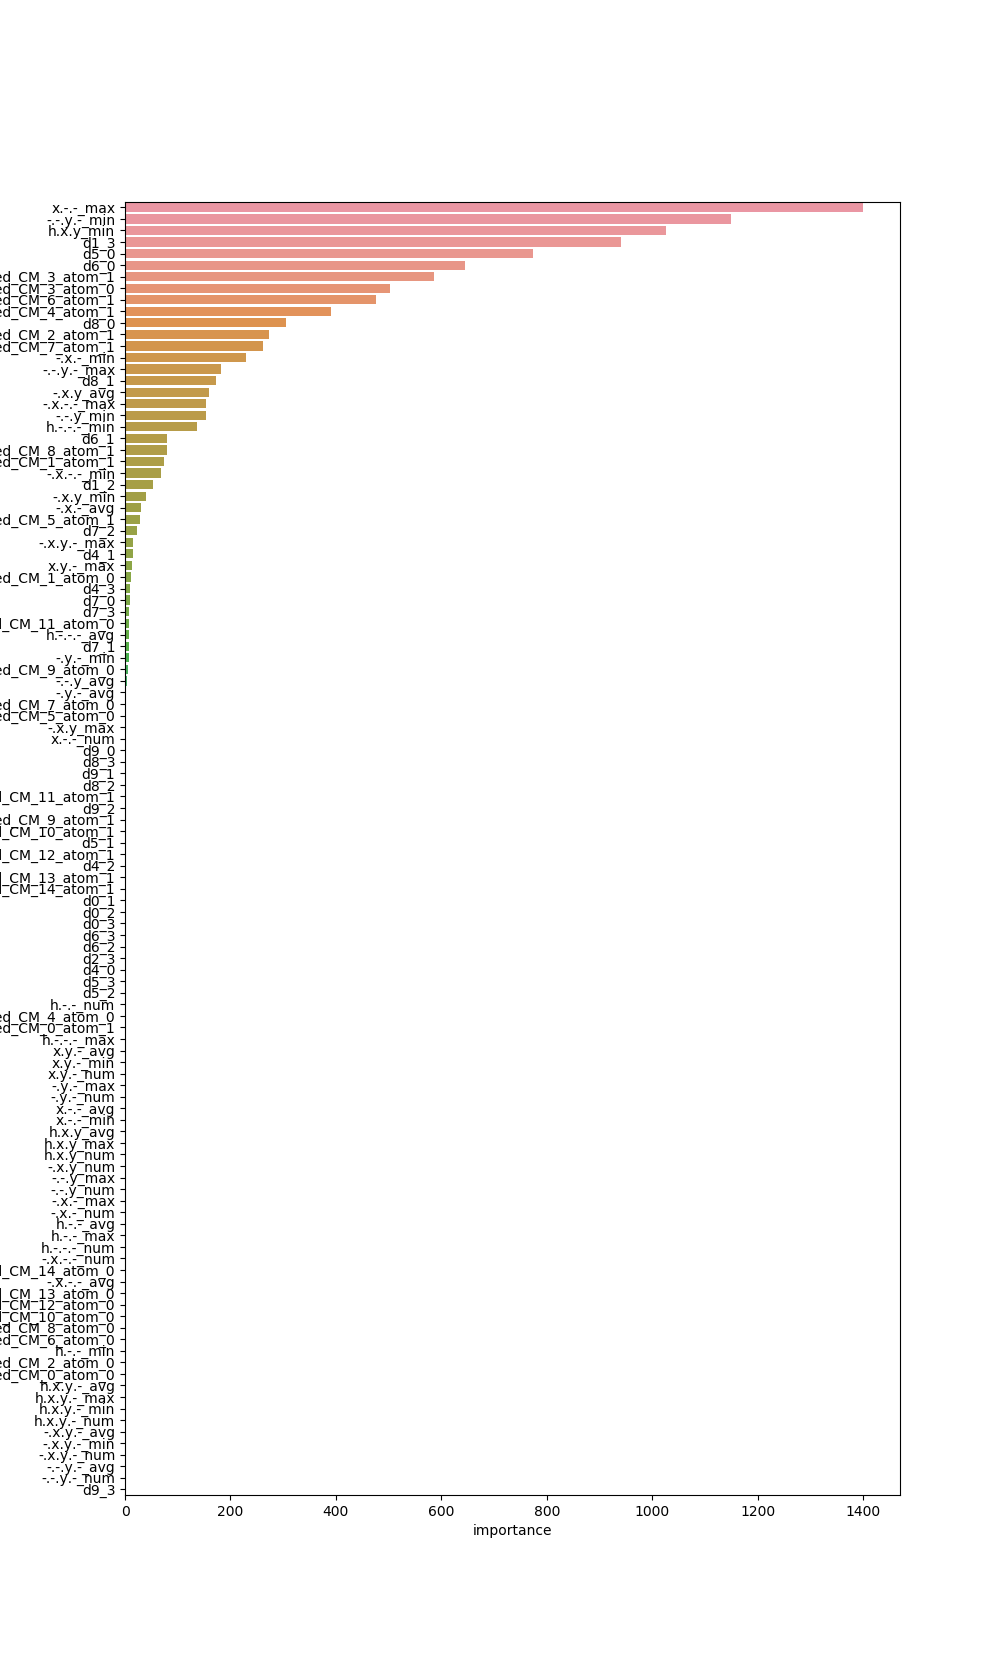 x.-.-_max
-.-.y.-_min
h.x.y_min
d1_3
d5_0
d6_0
ed_CM_3_atom_1
ed_CM_3_atom_0
ed_CM_6_atom_1
ed_CM_4_atom_1
d8_0
ed_CM_2_atom_1
ed_CM_7_atom_1
-.x.-_min
-.-.y.-_max
d8_1
-.x.y_avg
-.x.-.-_max
-.-.y_min
h.-.-.-_min
d6_1
ed_CM_8_atom_1
ed_CM_1_atom_1
-.x.-.-_min
d1_2
-.x.y_min
-.x.-_avg
ed_CM_5_atom_1
d7_2
-.x.y.-_max
d4_1
x.y.-_max
ed_CM_1_atom_0
d4_3
d7_0
d7_3
d_CM_11_atom_0
h.-.-.-_avg
d7_1
-.y.-_min
ed_CM_9_atom_0
-.-.y_avg
-.y.-_avg
ed_CM_7_atom_0
ed_CM_5_atom_0
-.x.y_max
x.-.-_num
d9_0
d8_3
d9_1
d8_2
d_CM_11_atom_1
d9_2
ed_CM_9_atom_1
d_CM_10_atom_1
d5_1
d_CM_12_atom_1
d4_2
d_CM_13_atom_1
d_CM_14_atom_1
d0_1
d0_2
d0_3
d6_3
d6_2
d2_3
d4_0
d5_3
d5_2
h.-.-_num
ed_CM_4_atom_0
ed_CM_0_atom_1
h.-.-.-_max
x.y.-_avg
x.y.-_min
x.y.-_num
-.y.-_max
-.y.-_num
x.-.-_avg
x.-.-_min
h.x.y_avg
h.x.y_max
h.x.y_num
-.x.y_num
-.-.y_max
-.-.y_num
-.x.-_max
-.x.-_num
h.-.-_avg
h.-.-_max
h.-.-.-_num
-.x.-.-_num
d_CM_14_atom_0
-.x.-.-_avg
d_CM_13_atom_0
d_CM_12_atom_0
d_CM_10_atom_0
ed_CM_8_atom_0
ed_CM_6_atom_0
h.-.-_min
ed_CM_2_atom_0
ed_CM_0_atom_0
h.x.y.-_avg
h.x.y.-_max
h.x.y.-_min
h.x.y.-_num
-.x.y.-_avg
-.x.y.-_min
-.x.y.-_num
-.-.y.-_avg
-.-.y.-_num
d9_3
0 200 400 600 800 1000 1200 1400
importance